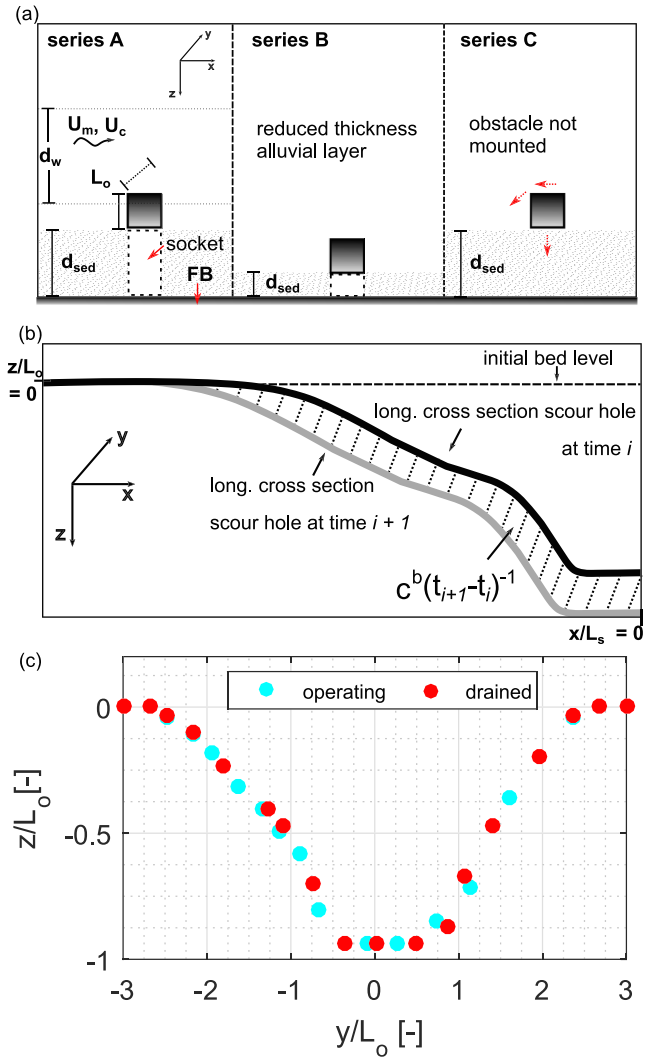 (a)
series A
series B
series C
y
x
z
U_m, U_c
d_w
L_o
reduced thickness
alluvial layer
obstacle not
mounted
socket
d_sed
FB
d_sed
d_sed
(b)
z/L_o
= 0
initial bed level
long. cross section scour hole
at time i
y
x
z
long. cross section
scour hole at time i + 1
c^b(t_{i+1}-t_i)^{-1}
x/L_s = 0
(c)
operating
drained
0
-0.5
-1
z/L_o[-]
-3 -2 -1 0 1 2 3
y/L_o [-]